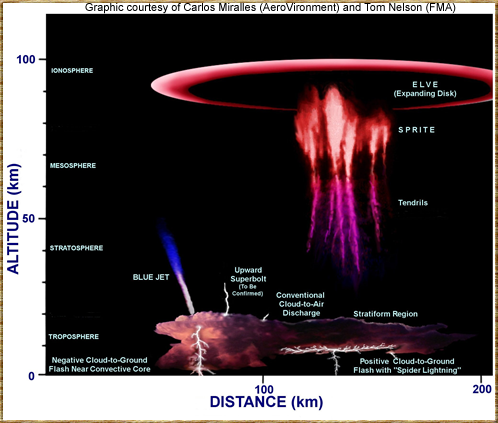 Graphic courtesy of Carlos Miralles (AeroVironment) and Tom Nelson (FMA)
100
IONOSPHERE
E L V E
(Expanding Disk)
S P R I T E
MESOSPHERE
Tendrils
ALTITUDE (km)
50
STRATOSPHERE
BLUE JET
Upward
Superbolt
(To Be
Confirmed)
Conventional
Cloud-to-Air
Discharge
Stratiform Region
TROPOSPHERE
Negative Cloud-to-Ground
Flash Near Convective Core
Positive Cloud-to-Ground
Flash with "Spider Lightning"
0
100
200
DISTANCE (km)